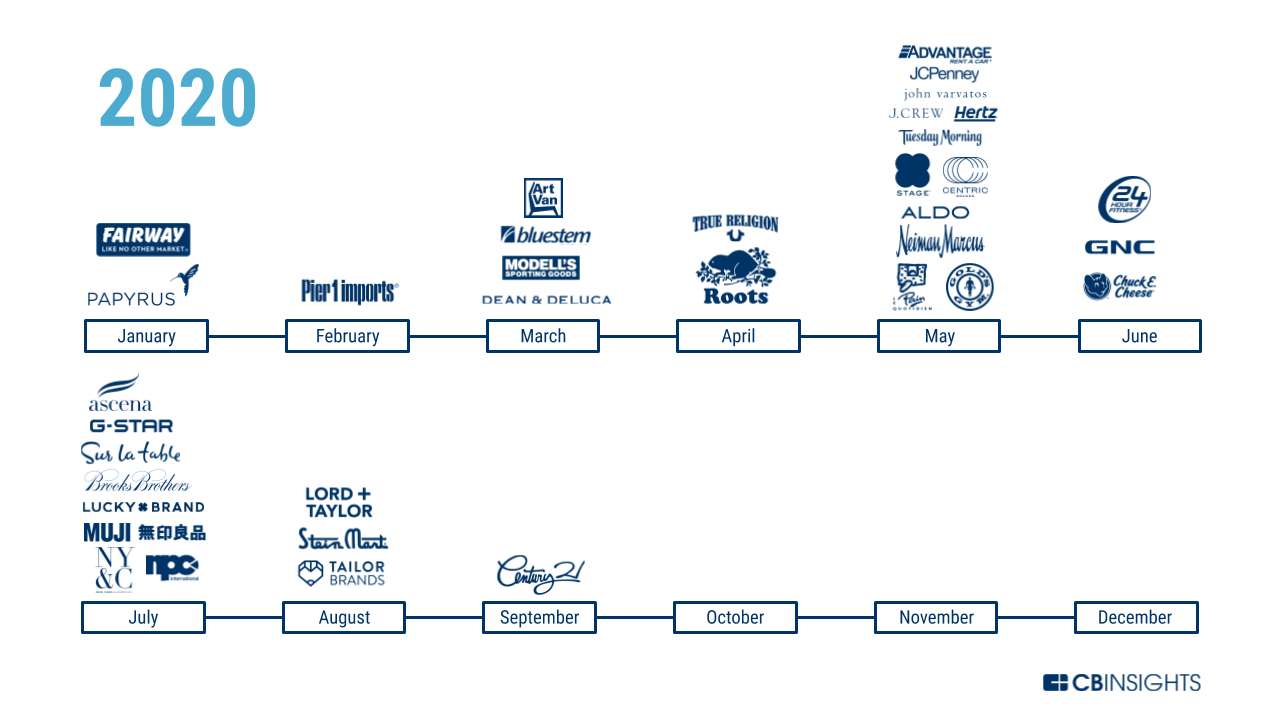 2020
FAIRWAY
LIKE NO OTHER MARKET
PAPYRUS
January
Pier 1 imports
February
Art
Van
bluestem
MODELL'S
SPORTING GOODS
DEAN & DELUCA
March
TRUE RELIGION
Roots
April
ADVANTAGE
RENT A CAR
JCPenney
john varvatos
J.CREW Hertz
Tuesday Morning
STAGE CENTRIC
BRANDS
ALDO
Neiman Marcus
Pain
QUOTIDIEN
GOLD'S
GYM
May
24
HOUR
FITNESS
GNC
Chuck E.
Cheese
June
ascena
G-STAR
Sur la table
Brooks Brothers
LUCKY BRAND
MUJI 無印良品
NY
&C
npc
international
July
LORD +
TAYLOR
Stein Mart
TAILOR
BRANDS
August
Century 21
September
October
November
December
CBINSIGHTS